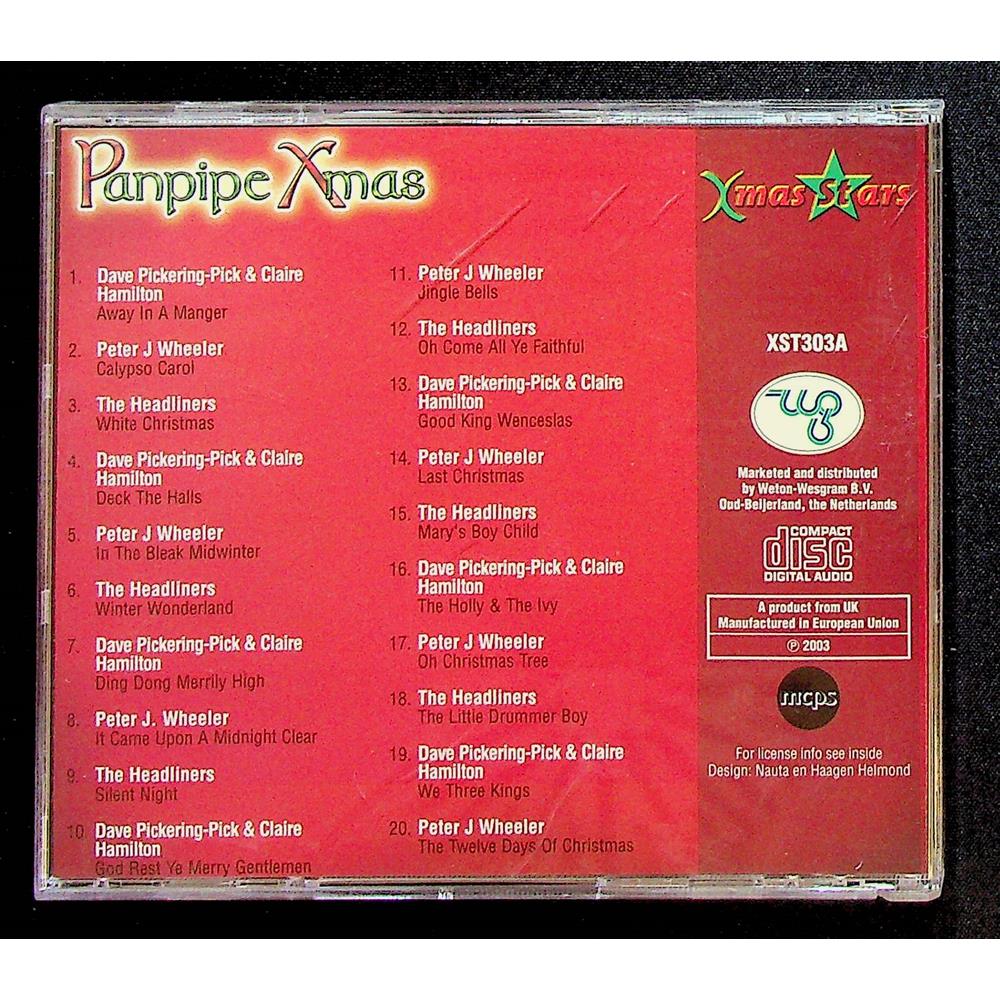 Panpipe Xmas
1. Dave Pickering-Pick & Claire
Hamilton
Away In A Manger
2. Peter J Wheeler
Calypso Carol
3. The Headliners
White Christmas
4. Dave Pickering-Pick & Claire
Hamilton
Deck The Halls
5. Peter J Wheeler
In The Bleak Midwinter
6. The Headliners
Winter Wonderland
7. Dave Pickering-Pick & Claire
Hamilton
Ding Dong Merrily High
8. Peter J. Wheeler
It Came Upon A Midnight Clear
9. The Headliners
Silent Night
10 Dave Pickering-Pick & Claire
Hamilton
God Rest Ye Merry Gentlemen
11. Peter J Wheeler
Jingle Bells
12. The Headliners
Oh Come All Ye Faithful
13. Dave Pickering-Pick & Claire
Hamilton
Good King Wenceslas
14. Peter J Wheeler
Last Christmas
15. The Headliners
Mary's Boy Child
16. Dave Pickering-Pick & Claire
Hamilton
The Holly & The Ivy
17. Peter J Wheeler
Oh Christmas Tree
18. The Headliners
The Little Drummer Boy
19. Dave Pickering-Pick & Claire
Hamilton
We Three Kings
20. Peter J Wheeler
The Twelve Days Of Christmas
Xmas Stars
XST303A
Marketed and distributed
by Weton-Wesgram B.V.
Oud-Beijerland, the Netherlands
COMPACT
disc
DIGITAL AUDIO
A product from UK
Manufactured in European Union
℗ 2003
mcps
For license info see inside
Design: Nauta en Haagen Helmond